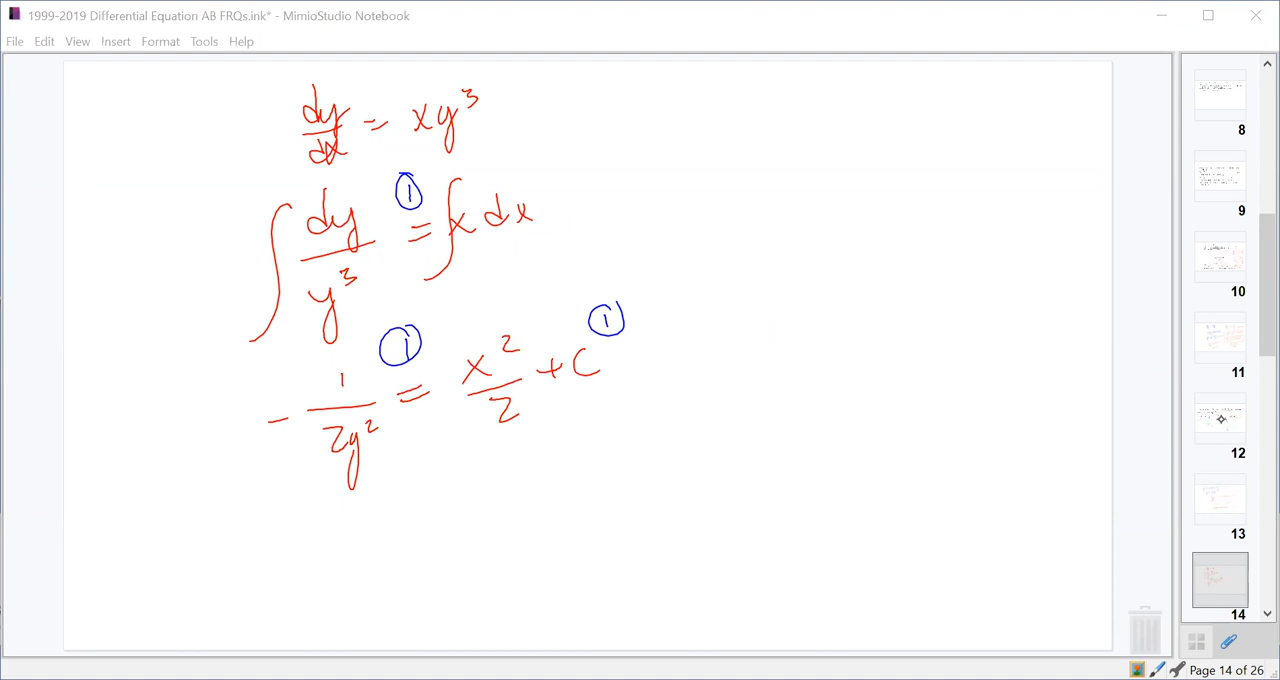 1999-2019 Differential Equation AB FRQs.ink* - MimioStudio Notebook
File Edit View Insert Format Tools Help
dy/dx = xy³
①
∫ dy/y³ = ∫ x dx
① ①
- 1/2y² = x²/2 + C
8
9
10
11
12
13
14
Page 14 of 26